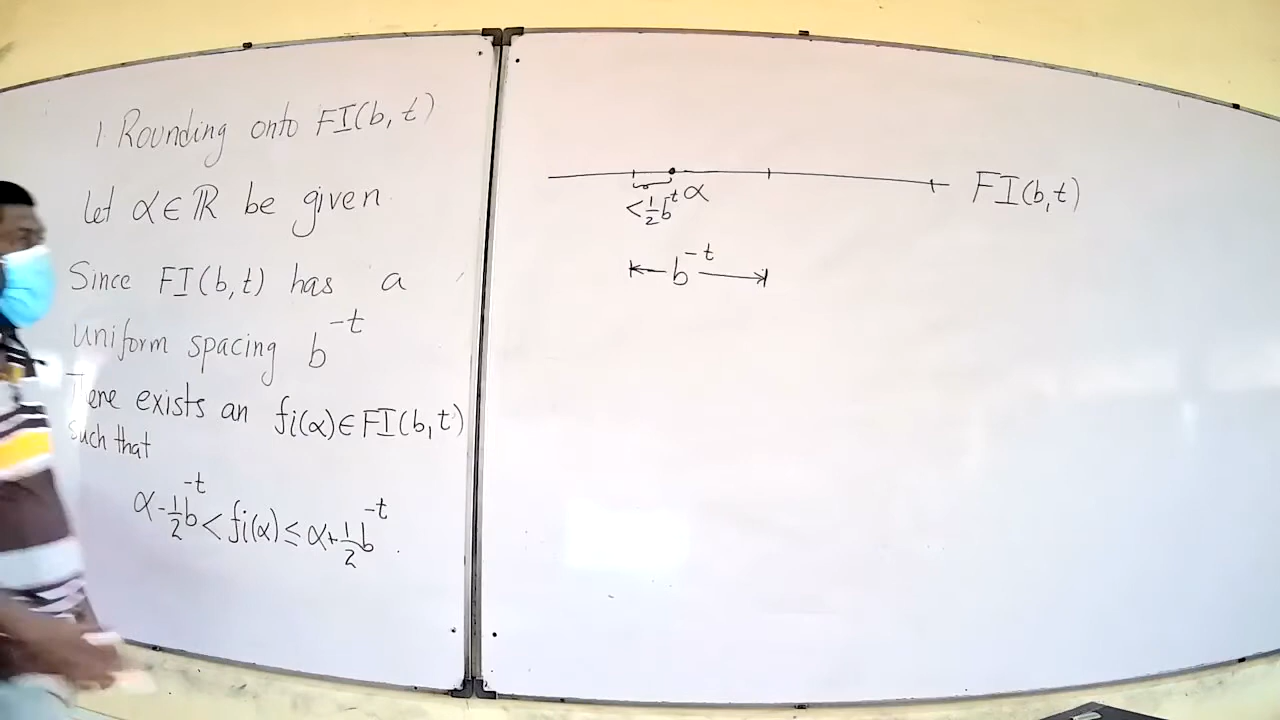 1. Rounding onto FI(b, t)
Let α ∈ ℝ be given
Since FI(b, t) has a
uniform spacing b^{-t}
There exists an fi(α) ∈ FI(b, t)
such that
α - ½b^{-t} < fi(α) ≤ α + ½b^{-t}.
α
FI(b, t)
< ½b^{t}
b^{-t}